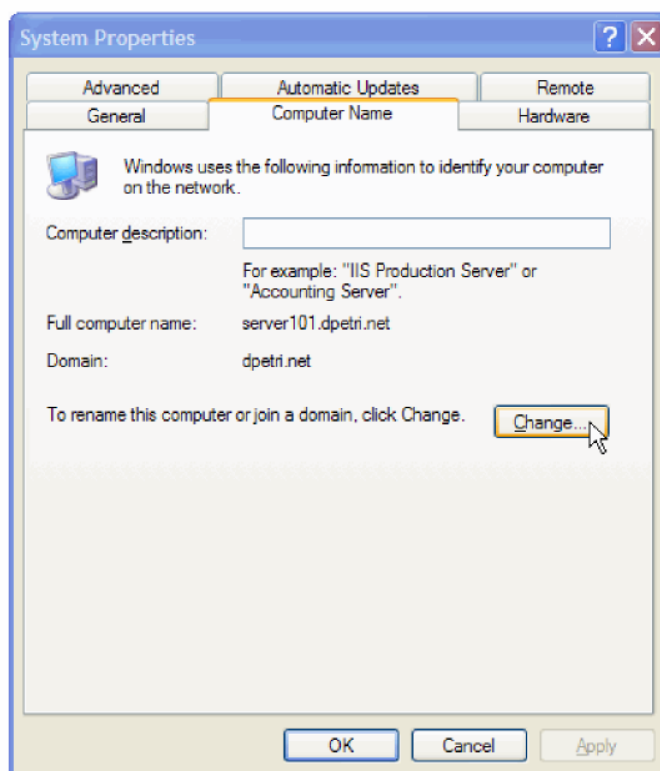 System Properties
Advanced Automatic Updates Remote
General Computer Name Hardware
Windows uses the following information to identify your computer
on the network.
Computer description:
For example: "IIS Production Server" or
"Accounting Server".
Full computer name: server101.dpetri.net
Domain: dpetri.net
To rename this computer or join a domain, click Change. Change...
OK Cancel Apply